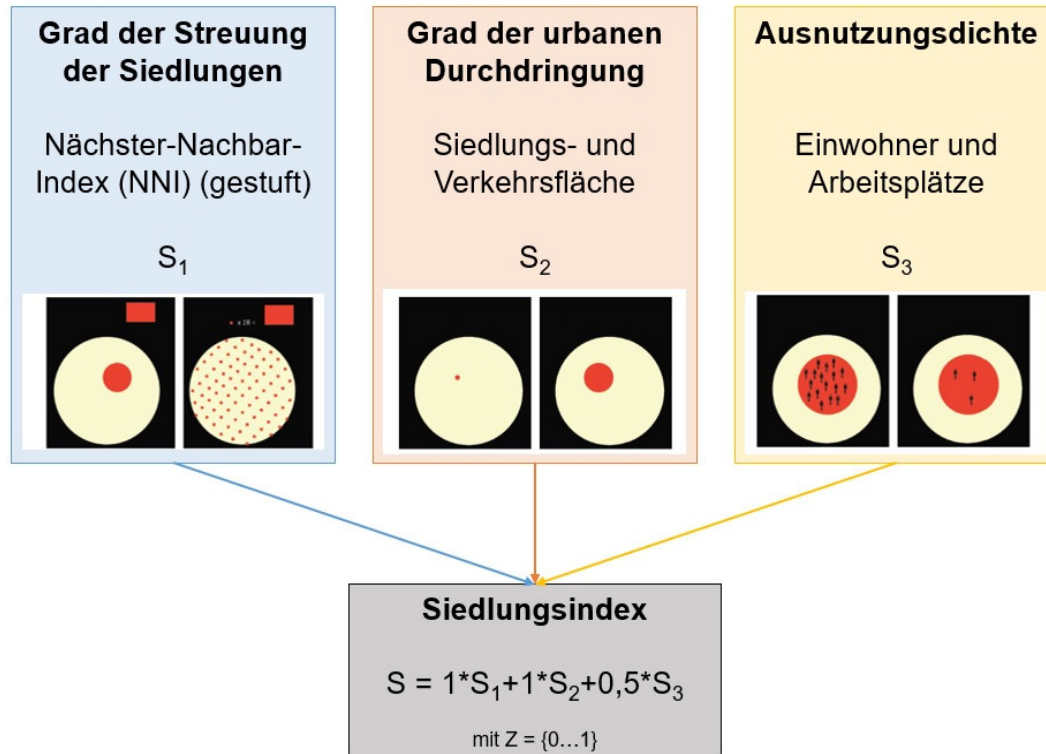 Grad der Streuung
der Siedlungen
Nächster-Nachbar-
Index (NNI) (gestuft)
S₁
Grad der urbanen
Durchdringung
Siedlungs- und
Verkehrsfläche
S₂
Ausnutzungsdichte
Einwohner und
Arbeitsplätze
S₃
Siedlungsindex
S = 1*S₁+1*S₂+0,5*S₃
mit Z = {0…1}